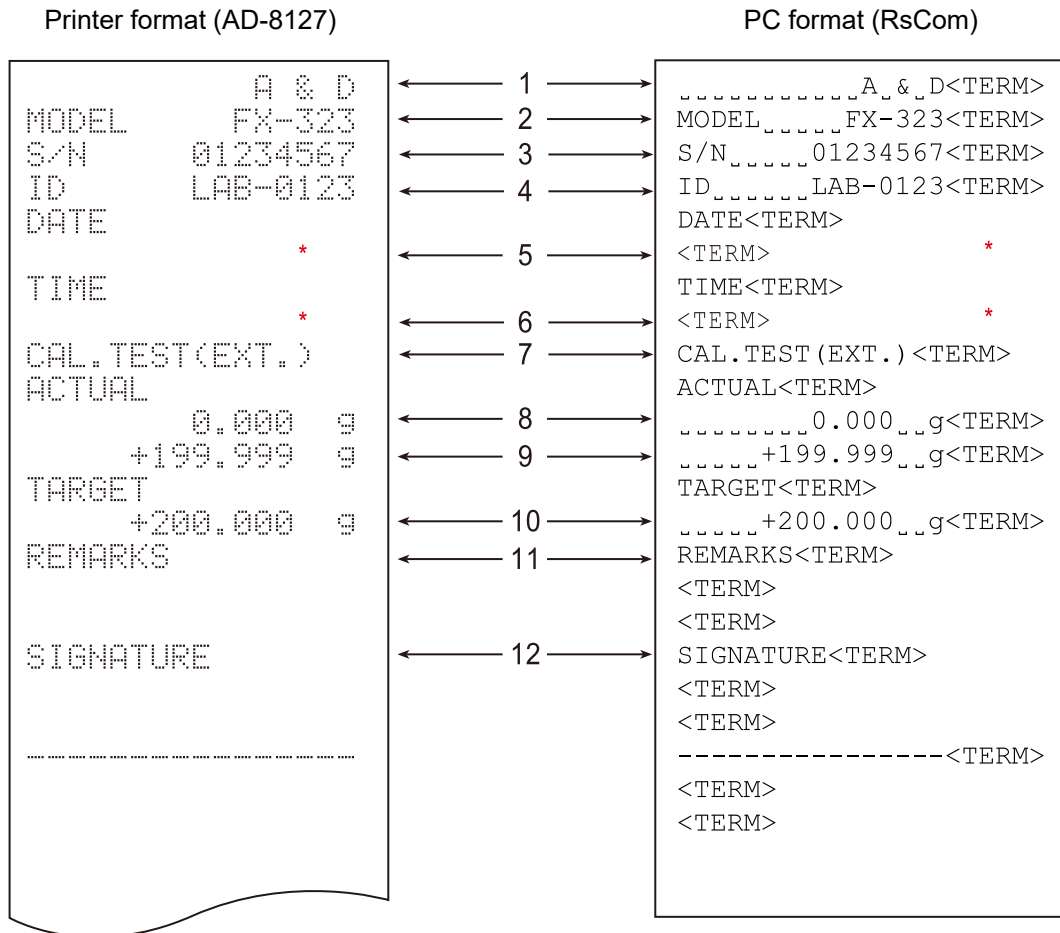 Printer format (AD-8127)
A & D
MODEL FX-323
S/N 01234567
ID LAB-0123
DATE
*
TIME
*
CAL.TEST(EXT.)
ACTUAL
0.000 g
+199.999 g
TARGET
+200.000 g
REMARKS
SIGNATURE
----------------
1
2
3
4
5
6
7
8
9
10
11
12
PC format (RsCom)
␣␣␣␣␣␣␣␣␣␣␣A␣&␣D<TERM>
MODEL␣␣␣␣␣FX-323<TERM>
S/N␣␣␣␣␣01234567<TERM>
ID␣␣␣␣␣␣LAB-0123<TERM>
DATE<TERM>
<TERM> *
TIME<TERM>
<TERM> *
CAL.TEST(EXT.)<TERM>
ACTUAL<TERM>
␣␣␣␣␣␣␣␣0.000␣␣g<TERM>
␣␣␣␣␣+199.999␣␣g<TERM>
TARGET<TERM>
␣␣␣␣␣+200.000␣␣g<TERM>
REMARKS<TERM>
<TERM>
<TERM>
SIGNATURE<TERM>
<TERM>
<TERM>
----------------<TERM>
<TERM>
<TERM>